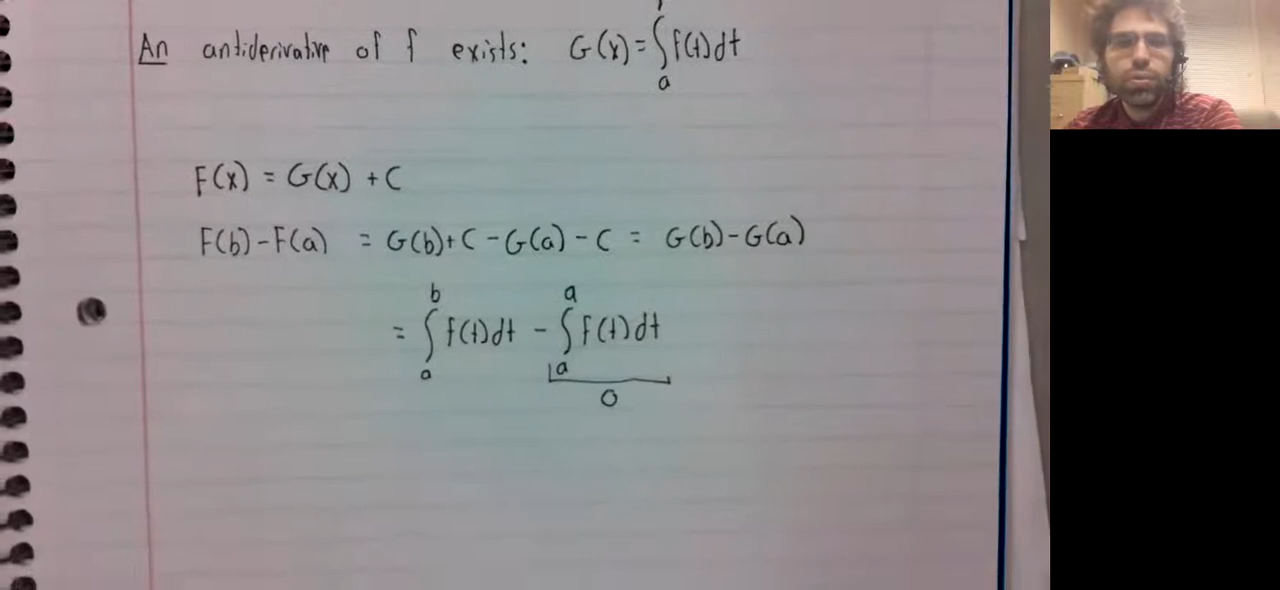 An antiderivative of f exists: G(x)=∫ₐ f(t)dt
F(x) = G(x) + C
F(b)-F(a) = G(b)+C-G(a)-C = G(b)-G(a)
= ∫ₐᵇ f(t)dt - ∫ₐᵃ f(t)dt
0